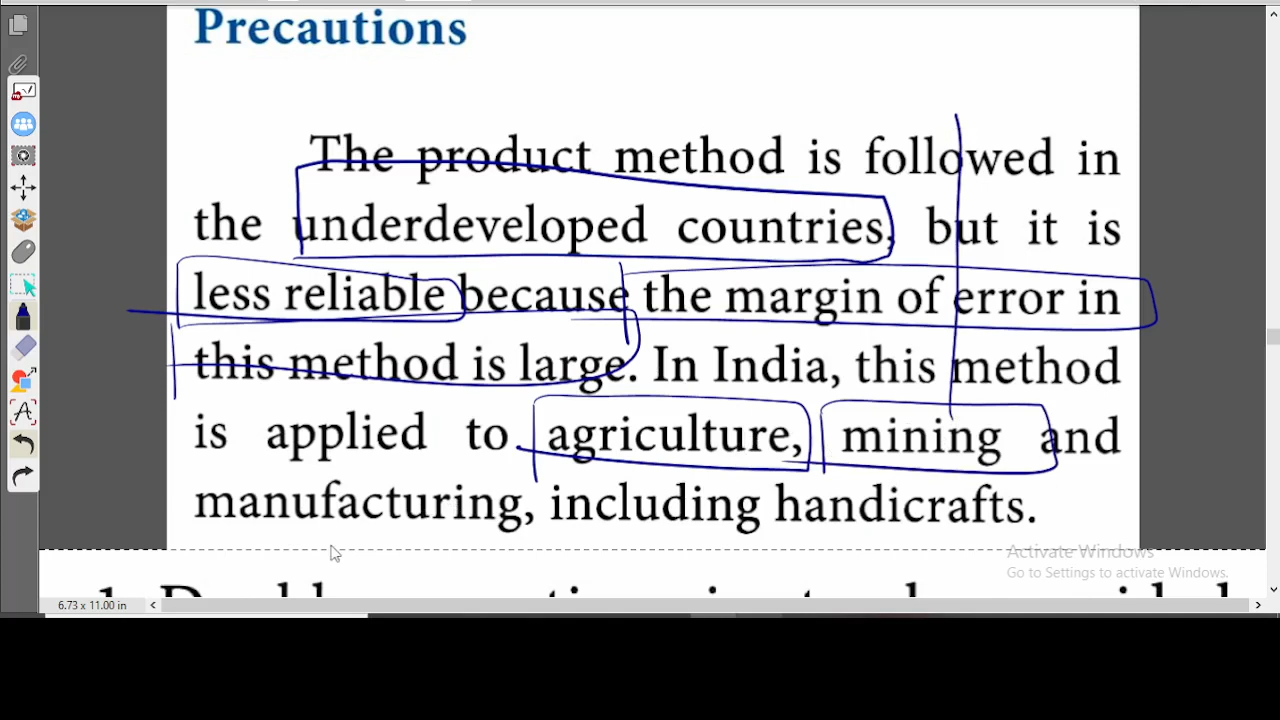 Precautions
The product method is followed in
the underdeveloped countries, but it is
less reliable because the margin of error in
this method is large. In India, this method
is applied to agriculture, mining and
manufacturing, including handicrafts.
Activate Windows
Go to Settings to activate Windows.
6.73 x 11.00 in